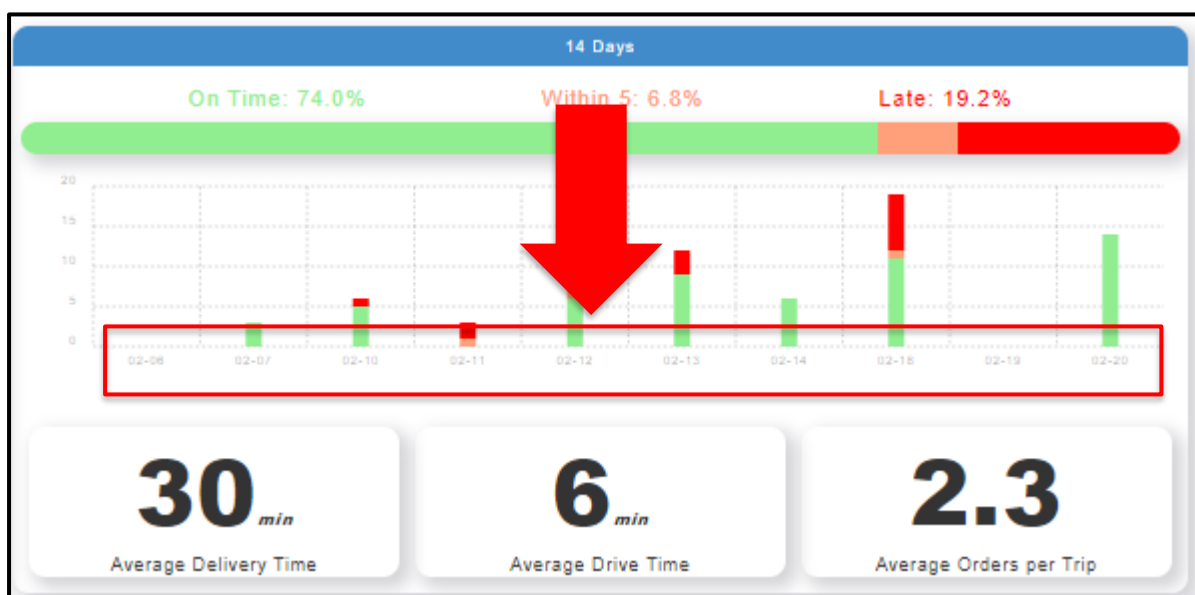 14 Days
On Time: 74.0% Within 5: 6.8% Late: 19.2%
20
15
10
5
0
02-06 02-07 02-10 02-11 02-12 02-13 02-14 02-18 02-19 02-20
30 min 6 min 2.3
Average Delivery Time Average Drive Time Average Orders per Trip